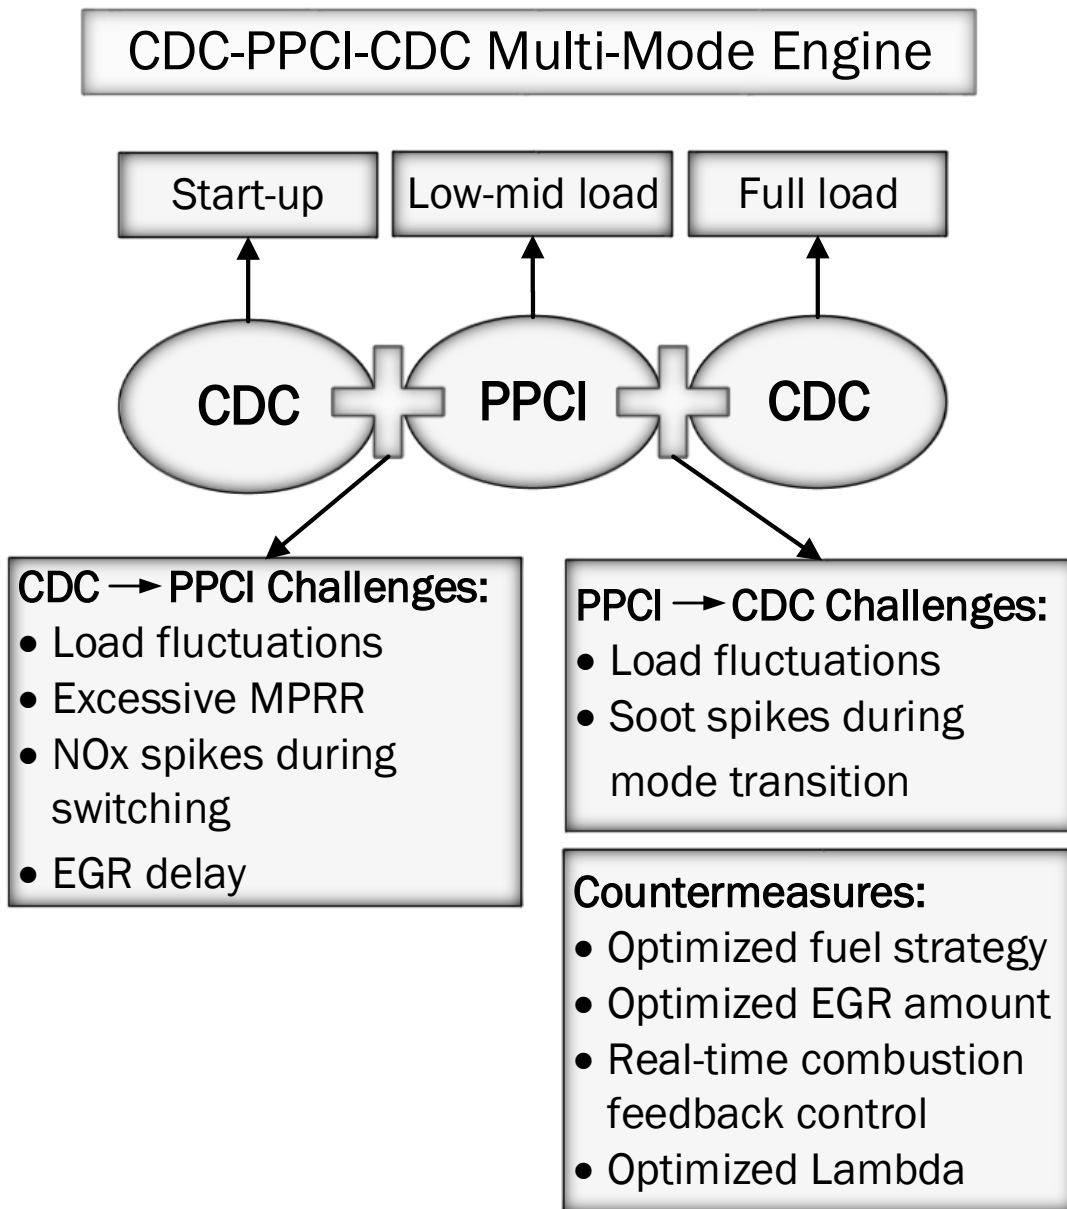 CDC-PPCI-CDC Multi-Mode Engine
Start-up
Low-mid load
Full load
CDC
PPCI
CDC
CDC → PPCI Challenges:
• Load fluctuations
• Excessive MPRR
• NOx spikes during
switching
• EGR delay
PPCI → CDC Challenges:
• Load fluctuations
• Soot spikes during
mode transition
Countermeasures:
• Optimized fuel strategy
• Optimized EGR amount
• Real-time combustion
feedback control
• Optimized Lambda